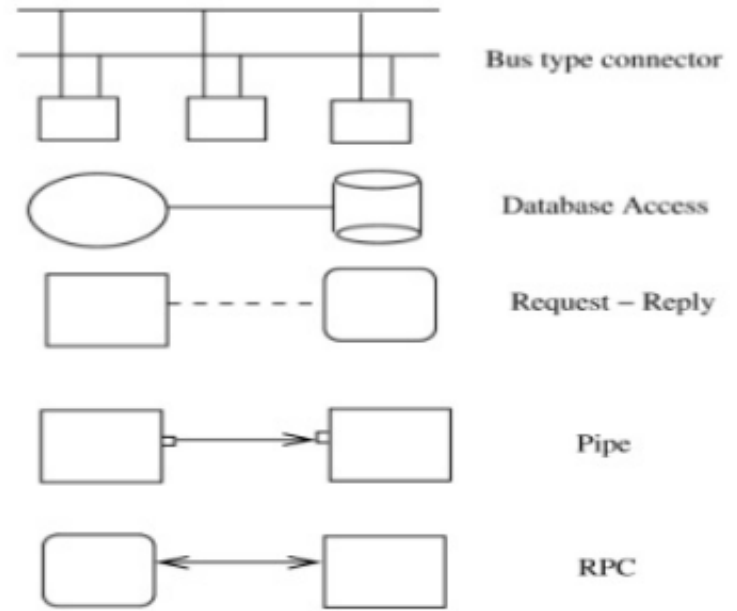 Bus type connector
Database Access
Request – Reply
Pipe
RPC